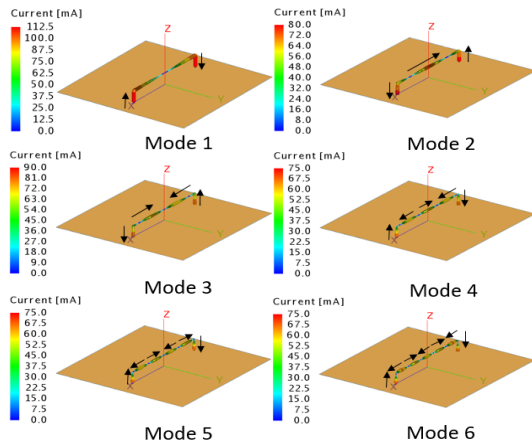 Current [mA]
112.5
100.0
87.5
75.0
62.5
50.0
37.5
25.0
12.5
0.0
Z
X
Y
Mode 1
Current [mA]
80.0
72.0
64.0
56.0
48.0
40.0
32.0
24.0
16.0
8.0
0.0
Z
X
Y
Mode 2
Current [mA]
90.0
81.0
72.0
63.0
54.0
45.0
36.0
27.0
18.0
9.0
0.0
Z
X
Y
Mode 3
Current [mA]
75.0
67.5
60.0
52.5
45.0
37.5
30.0
22.5
15.0
7.5
0.0
Z
X
Y
Mode 4
Current [mA]
75.0
67.5
60.0
52.5
45.0
37.5
30.0
22.5
15.0
7.5
0.0
Z
X
Y
Mode 5
Current [mA]
75.0
67.5
60.0
52.5
45.0
37.5
30.0
22.5
15.0
7.5
0.0
Z
X
Y
Mode 6